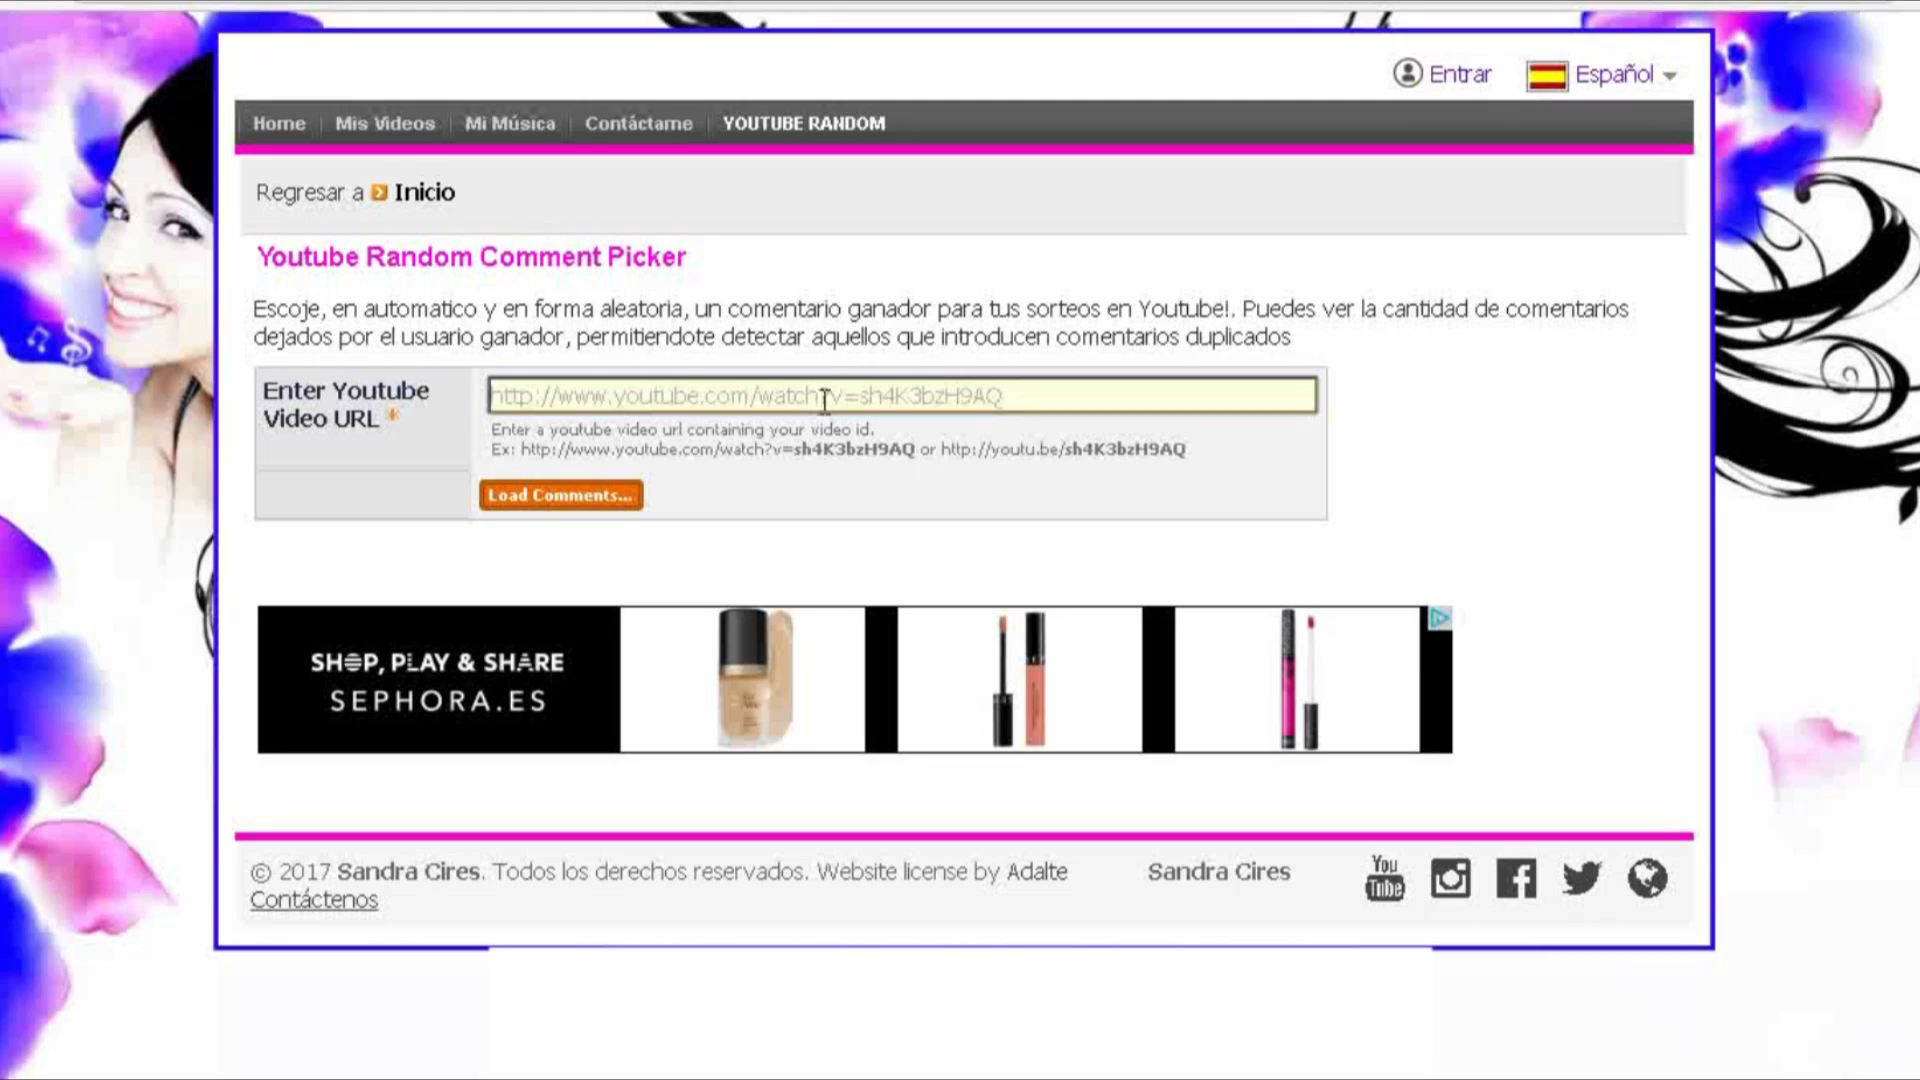 Entrar
Español
Home
Mis Videos
Mi Música
Contáctame
YOUTUBE RANDOM
Regresar a Inicio
Youtube Random Comment Picker
Escoje, en automatico y en forma aleatoria, un comentario ganador para tus sorteos en Youtube!. Puedes ver la cantidad de comentarios
dejados por el usuario ganador, permitiendote detectar aquellos que introducen comentarios duplicados
Enter Youtube
Video URL *
http://www.youtube.com/watch?v=sh4K3bzH9AQ
Enter a youtube video url containing your video id.
Ex: http://www.youtube.com/watch?v=sh4K3bzH9AQ or http://youtu.be/sh4K3bzH9AQ
Load Comments...
SHOP, PLAY & SHARE
SEPHORA.ES
© 2017 Sandra Cires. Todos los derechos reservados. Website license by Adalte
Contáctenos
Sandra Cires
You
Tube